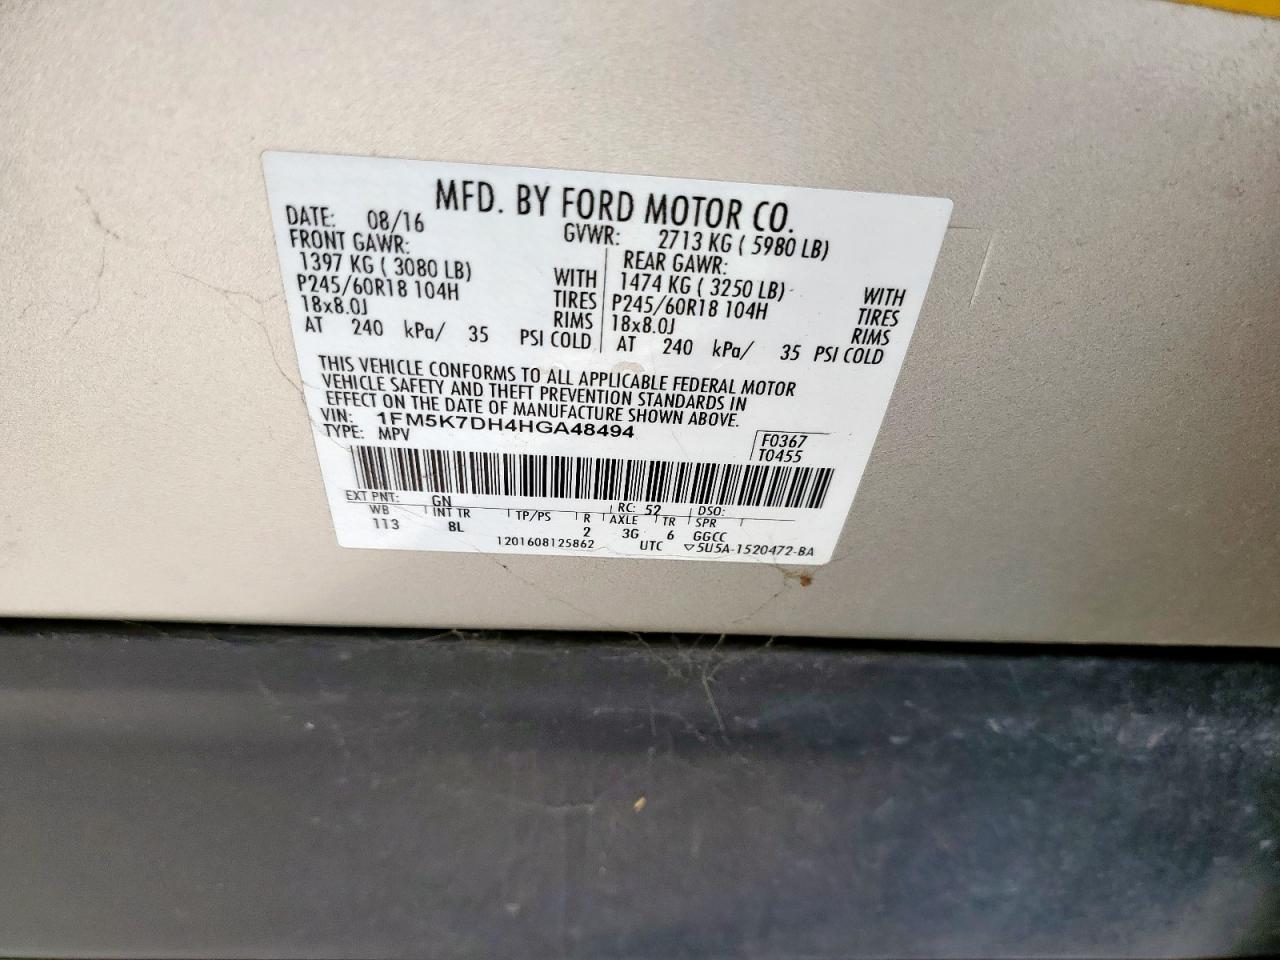 MFD. BY FORD MOTOR CO.
DATE: 08/16 GVWR: 2713 KG ( 5980 LB)
FRONT GAWR: REAR GAWR:
1397 KG ( 3080 LB) WITH 1474 KG ( 3250 LB) WITH
P245/60R18 104H TIRES P245/60R18 104H TIRES
18x8.0J RIMS 18x8.0J RIMS
AT 240 kPa/ 35 PSI COLD AT 240 kPa/ 35 PSI COLD
THIS VEHICLE CONFORMS TO ALL APPLICABLE FEDERAL MOTOR
VEHICLE SAFETY AND THEFT PREVENTION STANDARDS IN
EFFECT ON THE DATE OF MANUFACTURE SHOWN ABOVE.
VIN: 1FM5K7DH4HGA48494
TYPE: MPV
F0367
T0455
EXT PNT: GN RC: 52 DSO:
WB INT TR TP/PS R AXLE TR SPR
113 BL 2 3G 6 GGCC
1201608125862 UTC ▽5U5A-1520472-BA